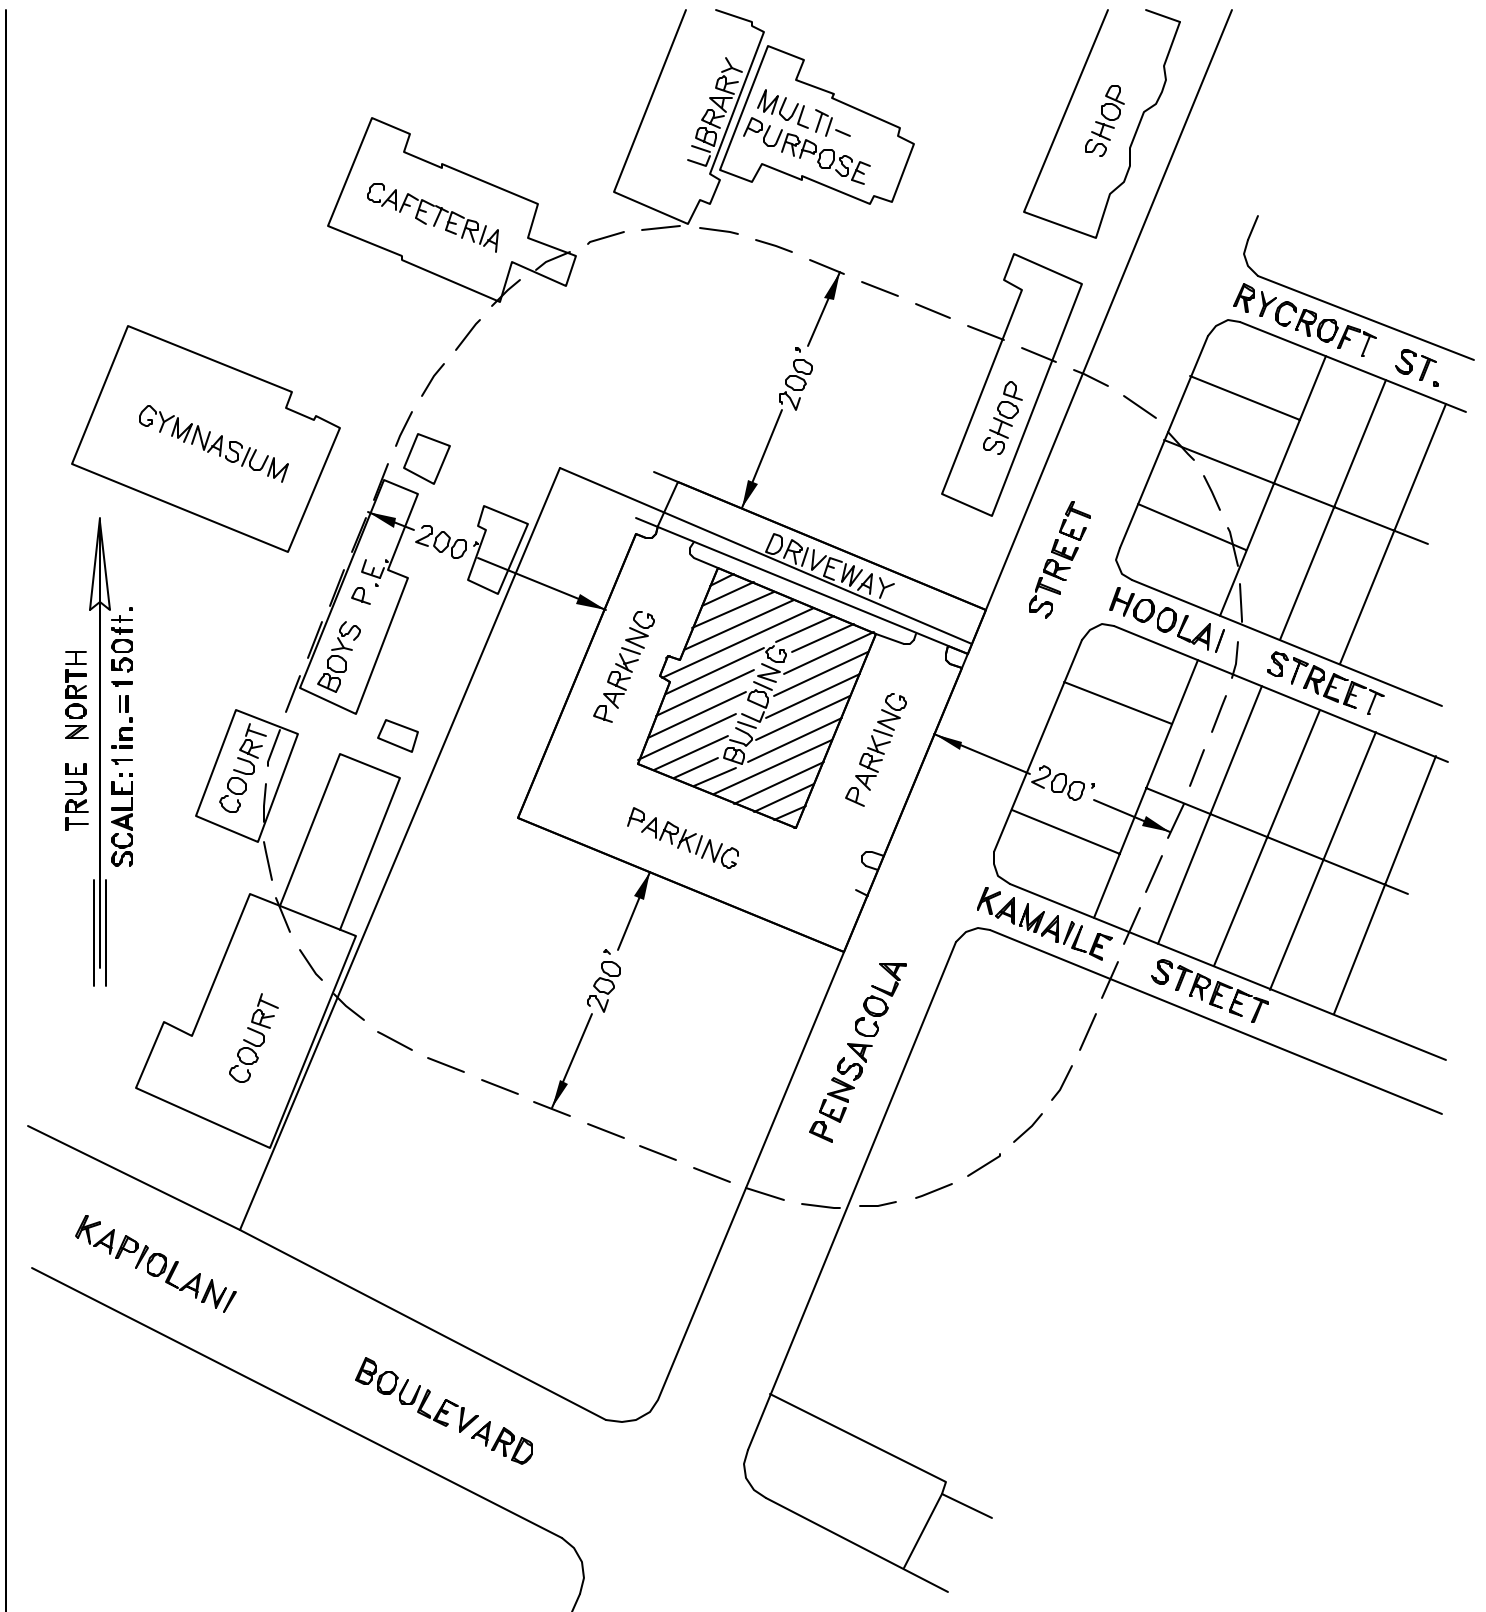 LIBRARY
MULTI-
PURPOSE
SHOP
CAFETERIA
RYCROFT ST.
200'
SHOP
GYMNASIUM
200'
STREET
DRIVEWAY
BOYS P.E.
HOOLAI STREET
PARKING
BUILDING
PARKING
TRUE NORTH
SCALE:1in.=150ft.
COURT
200'
PARKING
KAMAILE STREET
200'
COURT
PENSACOLA
KAPIOLANI
BOULEVARD